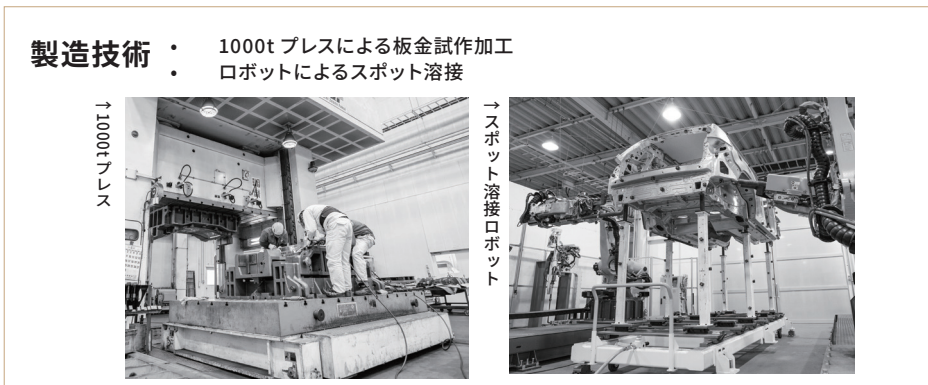 製造技術
• 1000t プレスによる板金試作加工
• ロボットによるスポット溶接
→1000tプレス
→スポット溶接ロボット